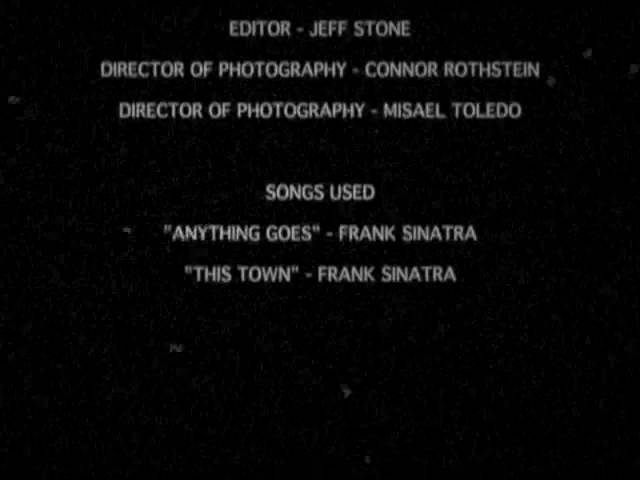 EDITOR - JEFF STONE
DIRECTOR OF PHOTOGRAPHY - CONNOR ROTHSTEIN
DIRECTOR OF PHOTOGRAPHY - MISAEL TOLEDO
SONGS USED
"ANYTHING GOES" - FRANK SINATRA
"THIS TOWN" - FRANK SINATRA